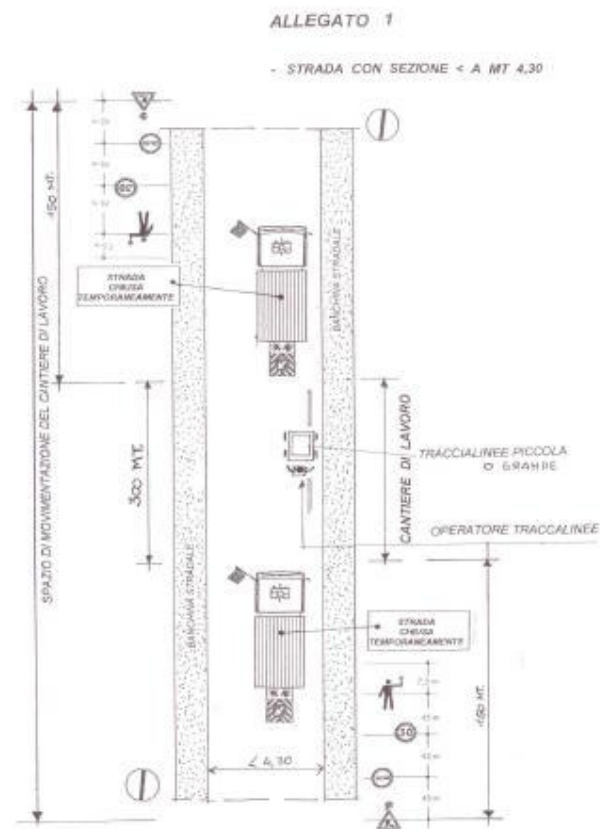 ALLEGATO 1
- STRADA CON SEZIONE < A MT 4,30
150 MT.
SPAZIO DI MOVIMENTAZIONE DEL CANTIERE DI LAVORO
STRADA
CHIUSA
TEMPORANEAMENTE
BANCHINA STRADALE
300 MT.
CANTIERE DI LAVORO
TRACCIALINEE PICCOLA
O GRANDE
OPERATORE TRACCALINEE
BANCHINA STRADALE
STRADA
CHIUSA
TEMPORANEAMENTE
150 MT.
50
< 4,30